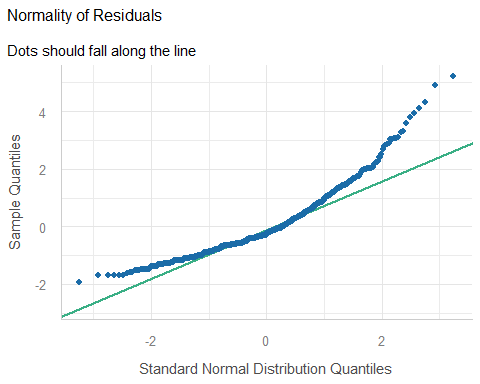 Normality of Residuals
Dots should fall along the line
Sample Quantiles
4
2
0
-2
-2 0 2
Standard Normal Distribution Quantiles